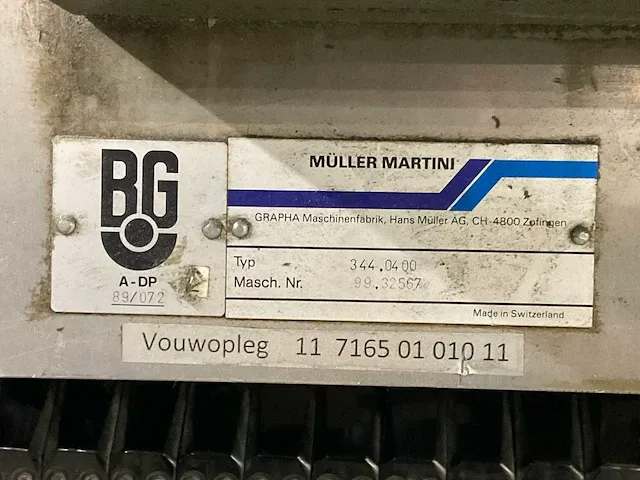 BG
A-DP
89/072
MÜLLER MARTINI
GRAPHA Maschinenfabrik, Hans Müller AG, CH-4800 Zofingen
Typ 344.0400
Masch. Nr. 99.32567
Made in Switzerland
Vouwopleg 11 7165 01 010 11